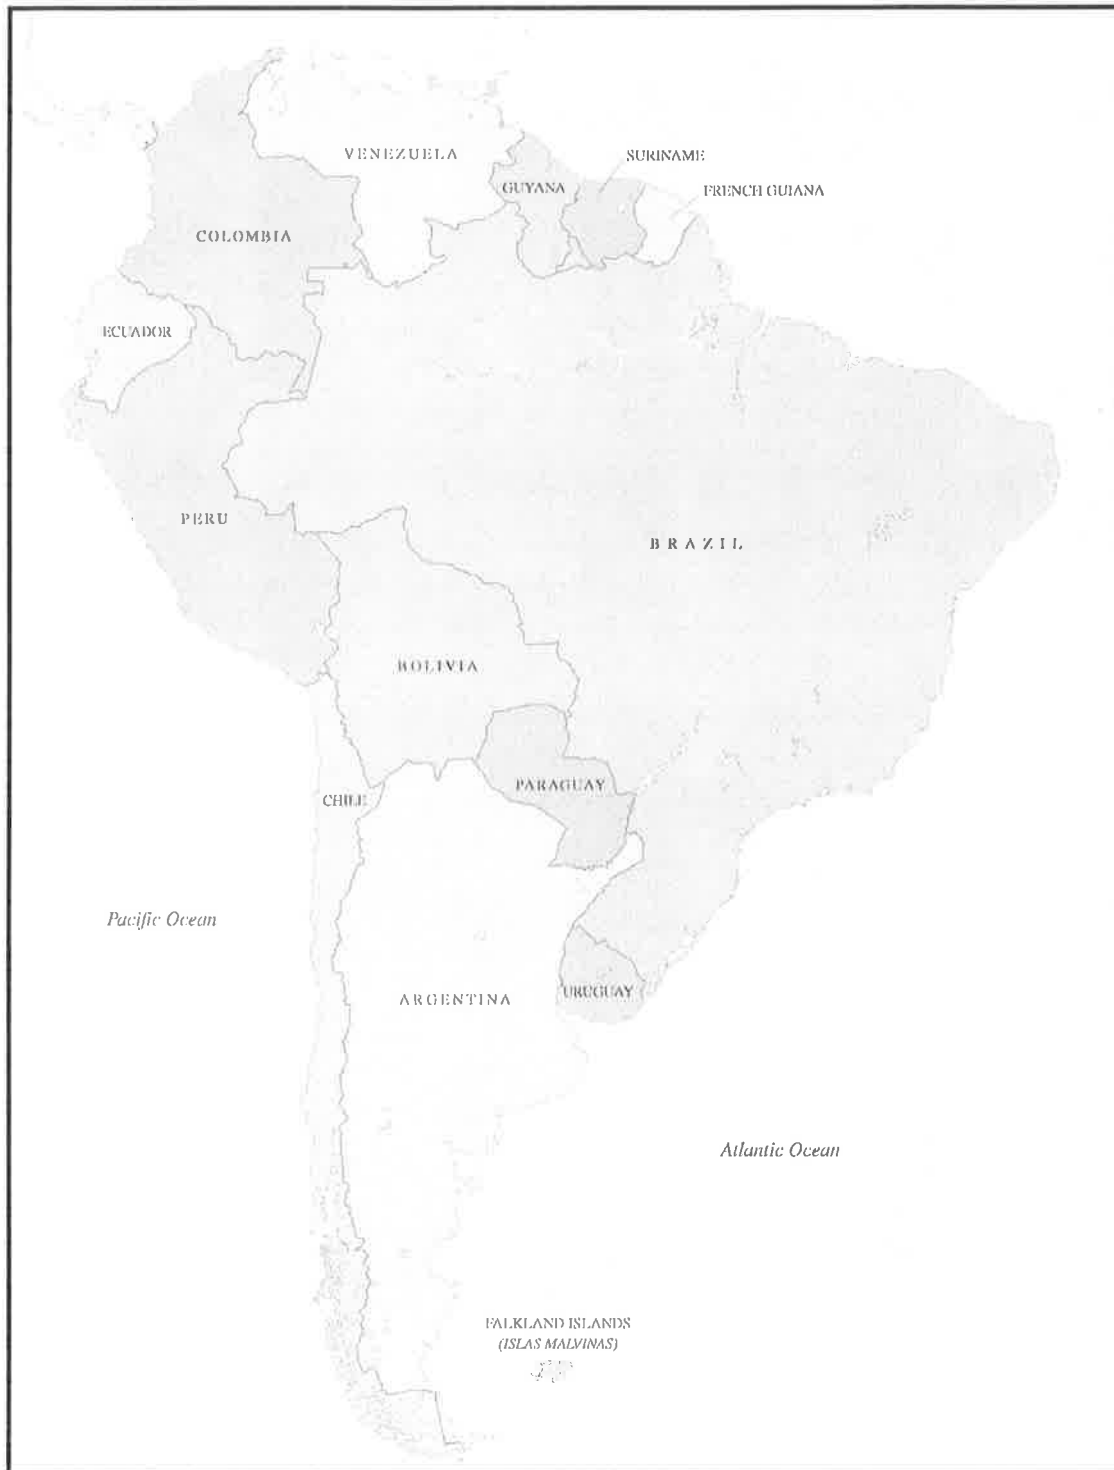 VENEZUELA
SURINAME
GUYANA
FRENCH GUIANA
COLOMBIA
ECUADOR
PERU
BRAZIL
BOLIVIA
PARAGUAY
CHILE
Pacific Ocean
URUGUAY
ARGENTINA
Atlantic Ocean
FALKLAND ISLANDS
(ISLAS MALVINAS)